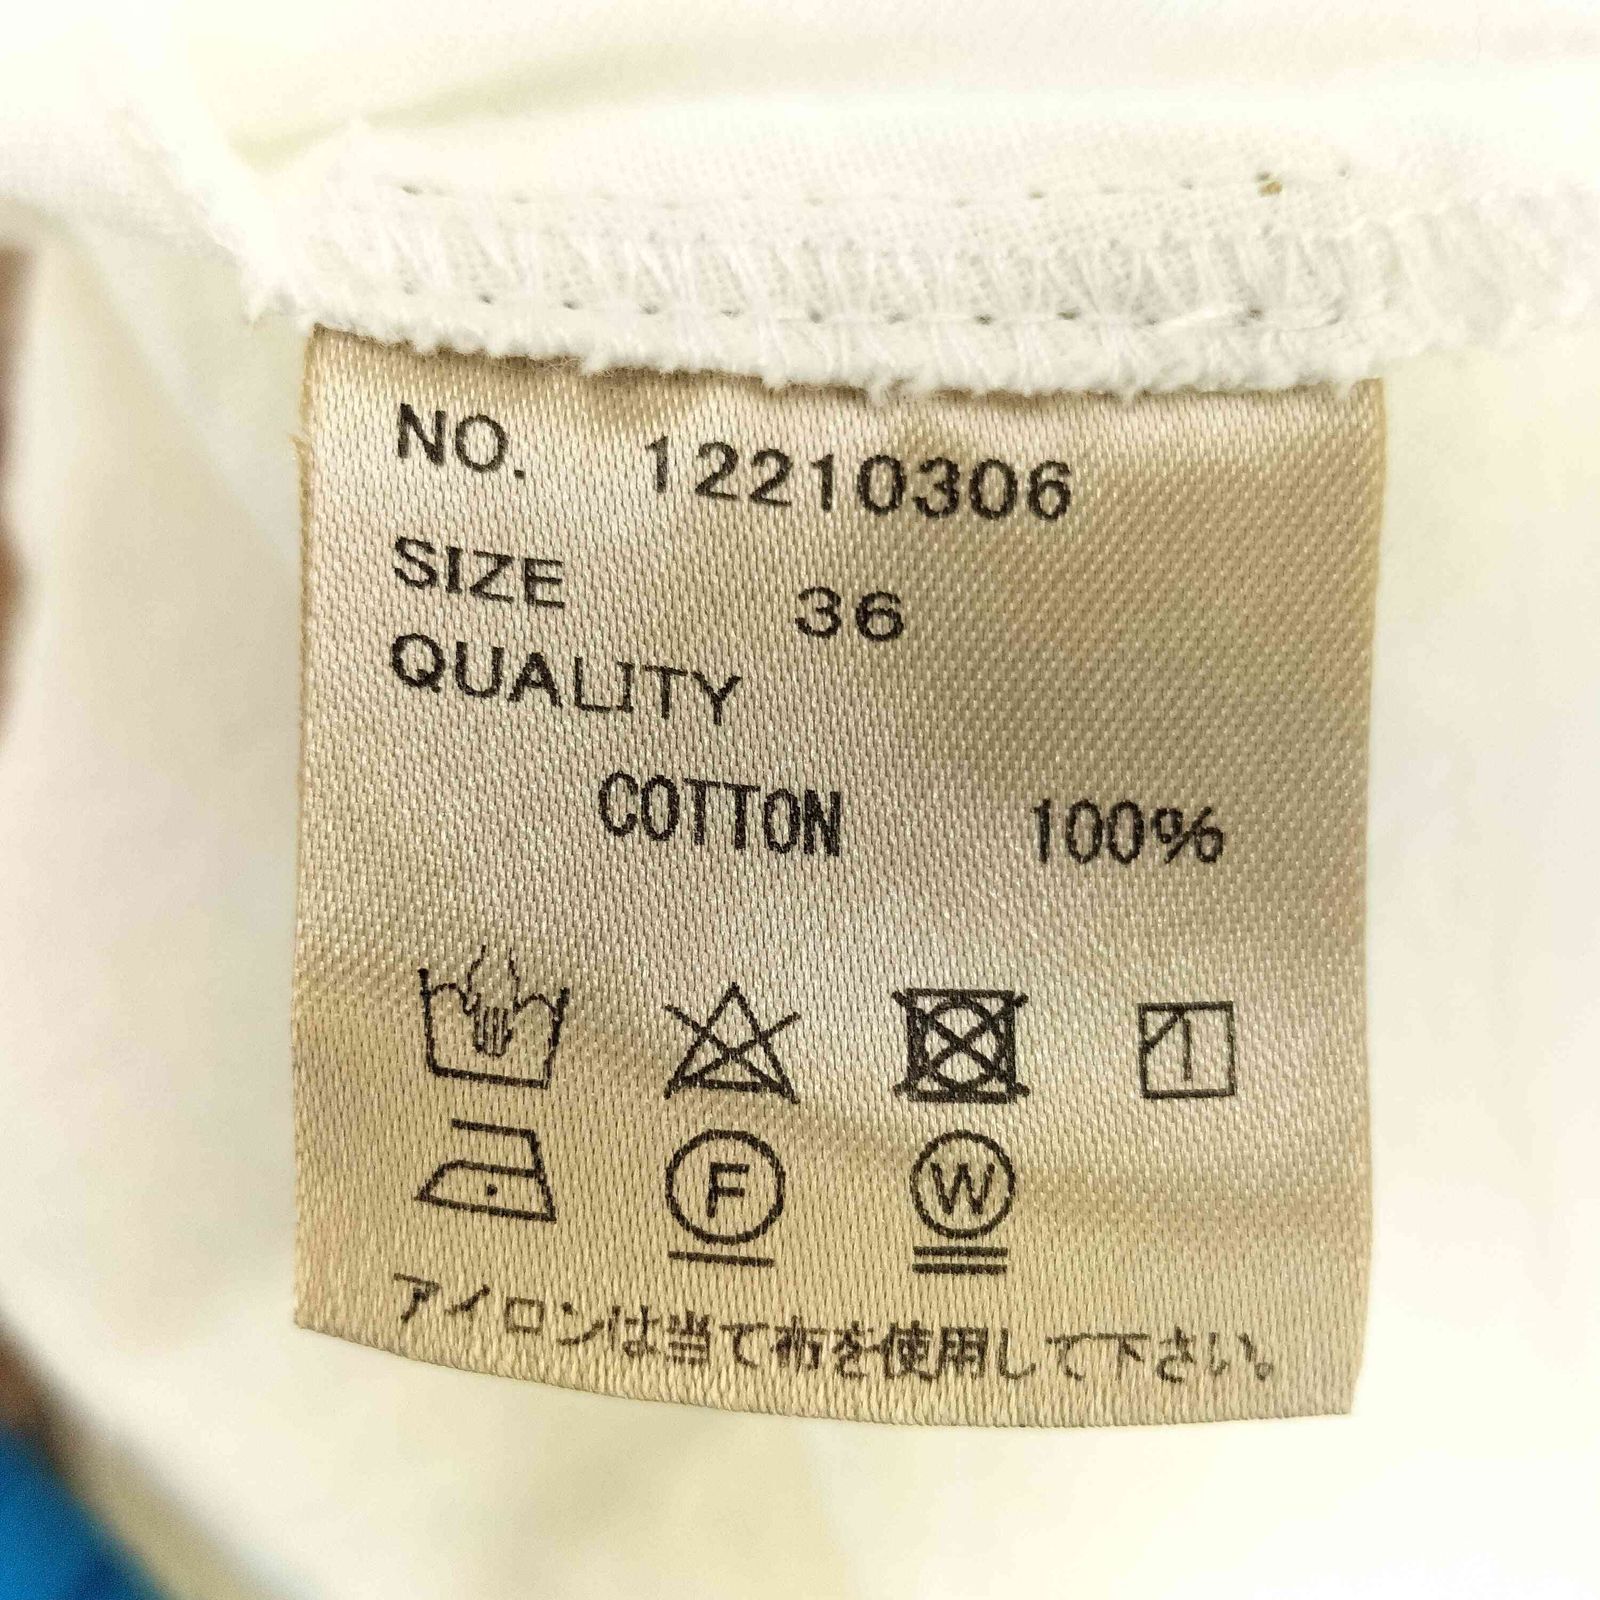 NO. 12210306
SIZE 36
QUALITY
COTTON 100%
F W
アイロンは当て布を使用して下さい。